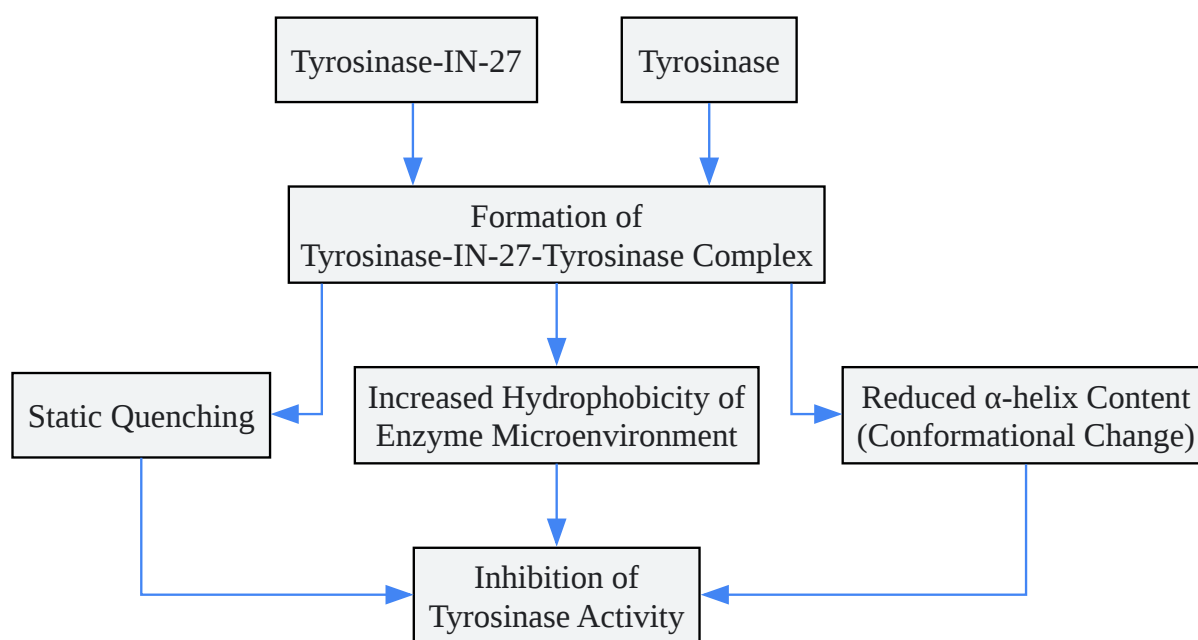 Tyrosinase-IN-27
Tyrosinase
Formation of
Tyrosinase-IN-27-Tyrosinase Complex
Static Quenching
Increased Hydrophobicity of
Enzyme Microenvironment
Reduced α-helix Content
(Conformational Change)
Inhibition of
Tyrosinase Activity